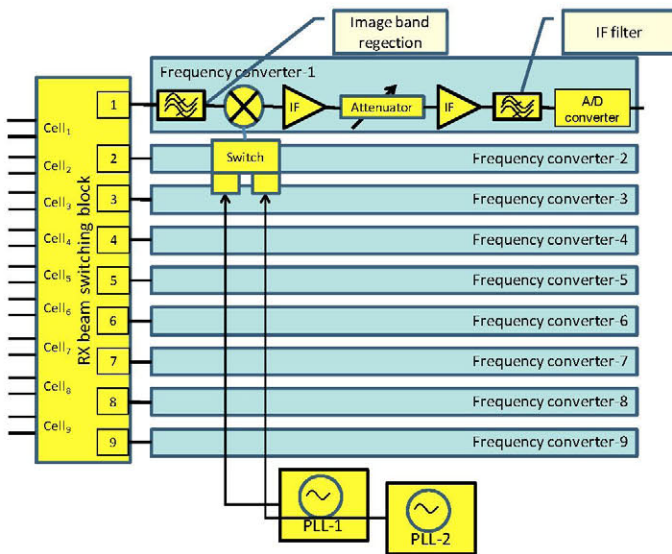 Image band
regection
IF filter
Frequency converter-1
1
IF
Attenuator
IF
A/D
converter
Cell₁
2
Switch
Frequency converter-2
Cell₂
3
Frequency converter-3
Cell₃
4
Frequency converter-4
Cell₄
5
Frequency converter-5
Cell₅
6
Frequency converter-6
Cell₆
7
Frequency converter-7
Cell₇
8
Frequency converter-8
Cell₈
9
Frequency converter-9
Cell₉
RX beam switching block
PLL-1
PLL-2